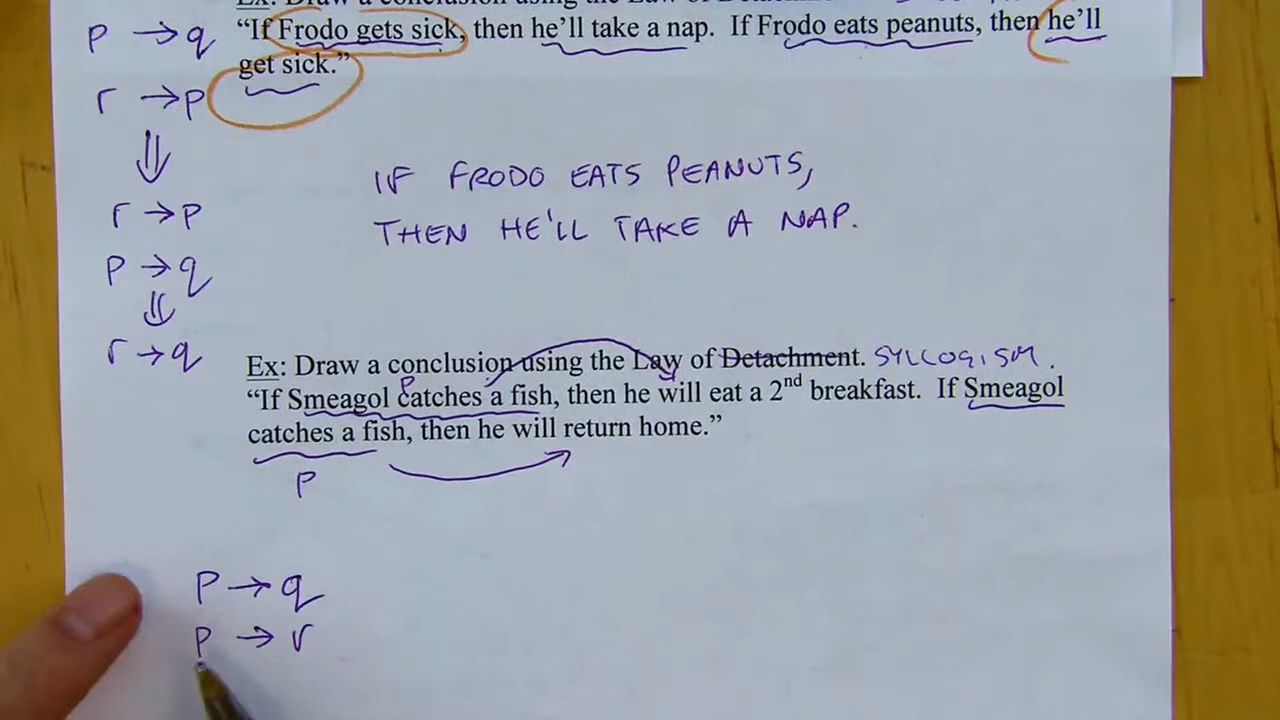 "If Frodo gets sick, then he'll take a nap. If Frodo eats peanuts, then he'll
get sick."
p → q
r → p
⇓
r → p
p → q
⇓
r → q
IF FRODO EATS PEANUTS,
THEN HE'LL TAKE A NAP.
Ex: Draw a conclusion using the Law of Detachment. SYLLOGISM.
P
"If Smeagol catches a fish, then he will eat a 2nd breakfast. If Smeagol
catches a fish, then he will return home."
P
P → q
P → r